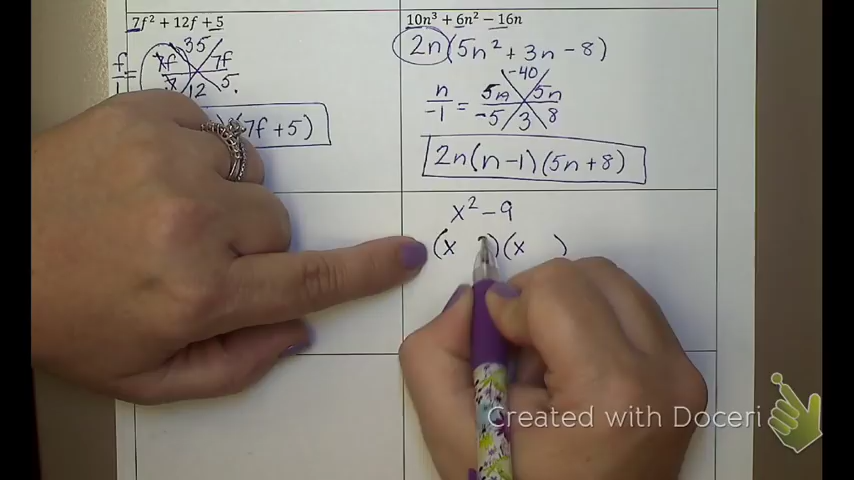 7f² + 12f + 5
35
f
7f
7f
1
7
5
12
(7f + 5)
10n³ + 6n² − 16n
2n(5n² + 3n − 8)
-40
n/-1 = 5n 5n
-5 3 8
2n(n − 1)(5n + 8)
x² − 9
(x )(x )
Created with Doceri